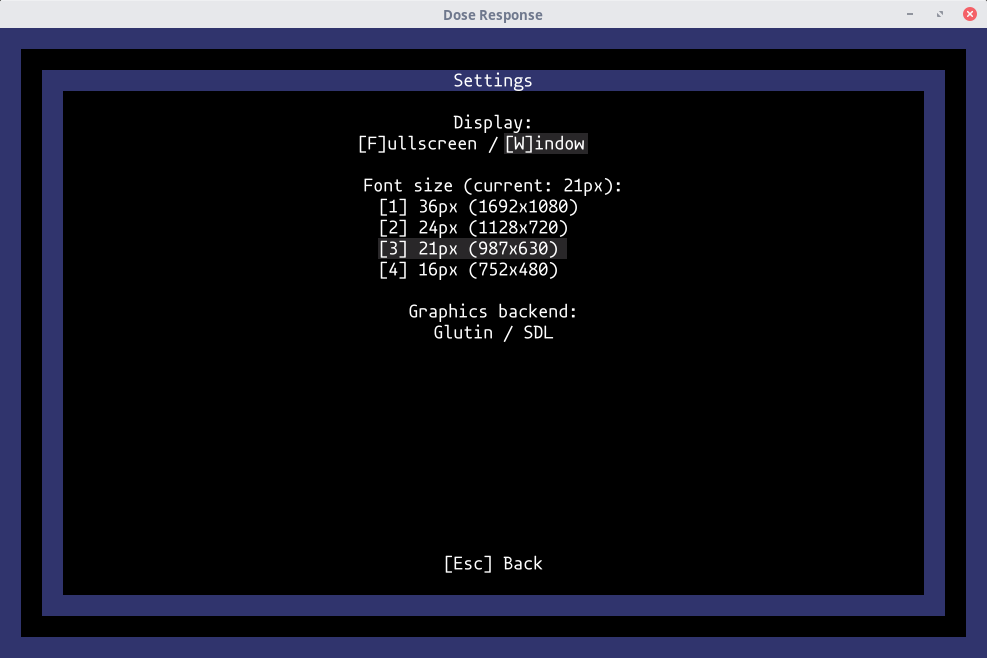 Dose Response
Settings
Display:
[F]ullscreen / [W]indow
Font size (current: 21px):
[1] 36px (1692x1080)
[2] 24px (1128x720)
[3] 21px (987x630)
[4] 16px (752x480)
Graphics backend:
Glutin / SDL
[Esc] Back